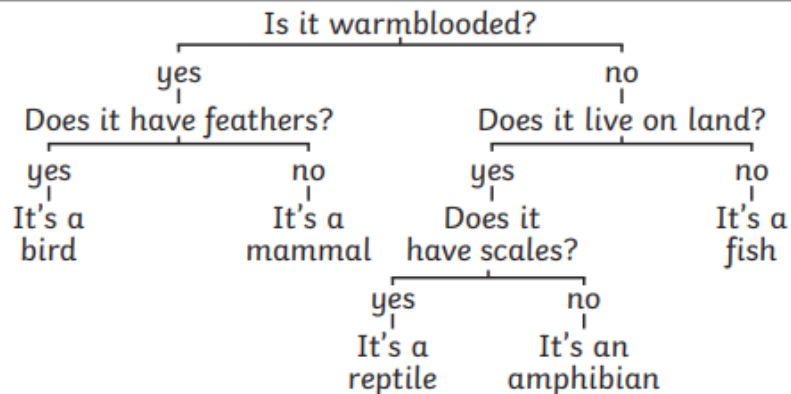 Is it warmblooded?
yes
no
Does it have feathers?
Does it live on land?
yes
no
yes
no
It's a
bird
It's a
mammal
Does it
have scales?
It's a
fish
yes
no
It's a
reptile
It's an
amphibian